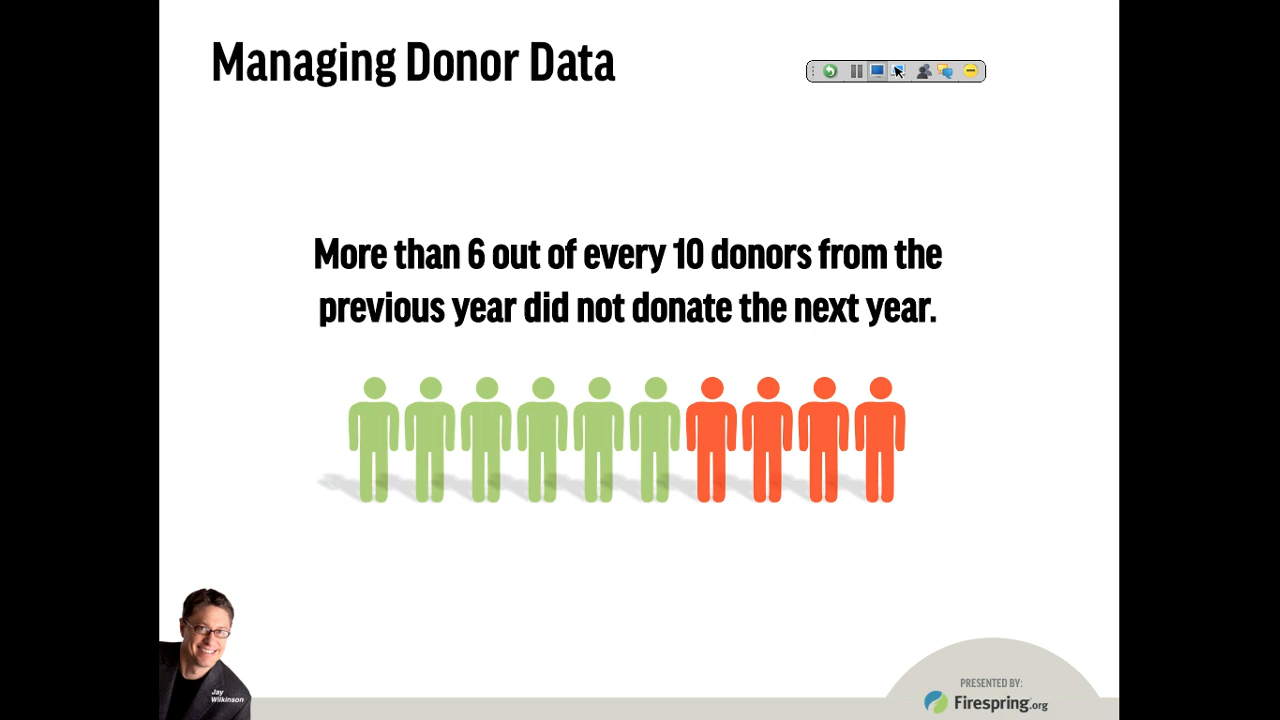 Managing Donor Data
More than 6 out of every 10 donors from the
previous year did not donate the next year.
Jay
Wilkinson
PRESENTED BY:
Firespring.org